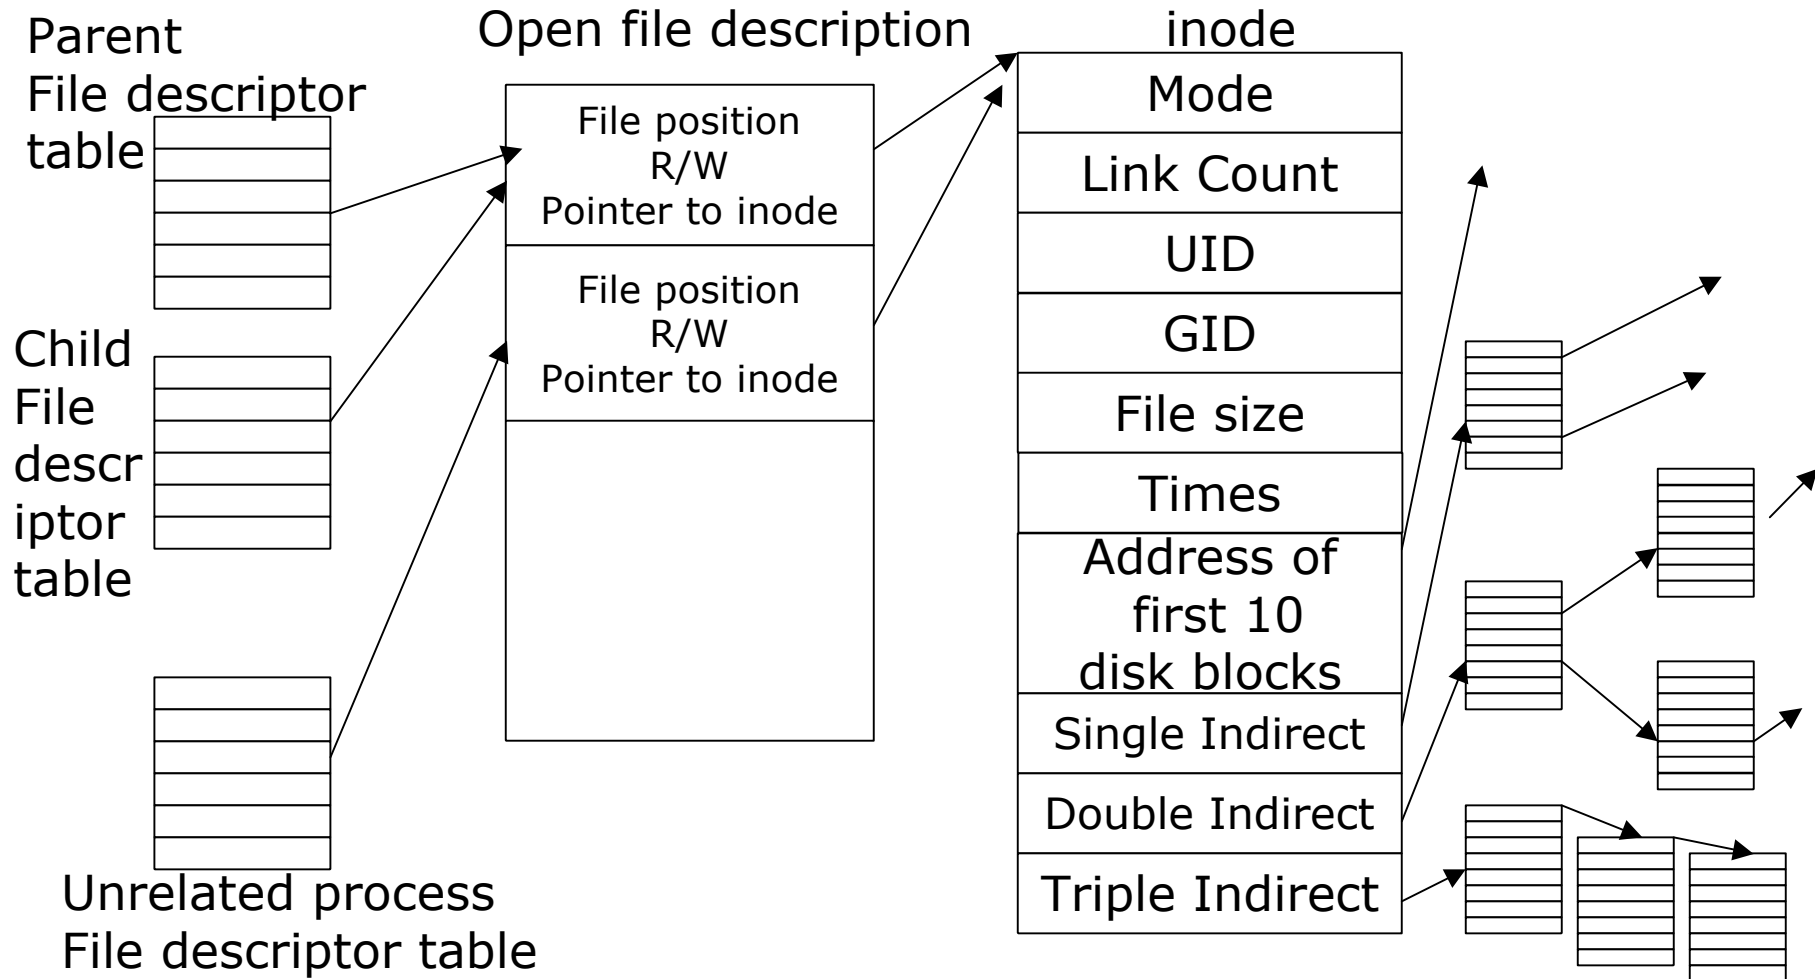 Parent
File descriptor
table
Open file description
inode
File position
R/W
Pointer to inode
File position
R/W
Pointer to inode
Mode
Link Count
UID
GID
File size
Times
Address of
first 10
disk blocks
Single Indirect
Double Indirect
Triple Indirect
Child
File
descr
iptor
table
Unrelated process
File descriptor table